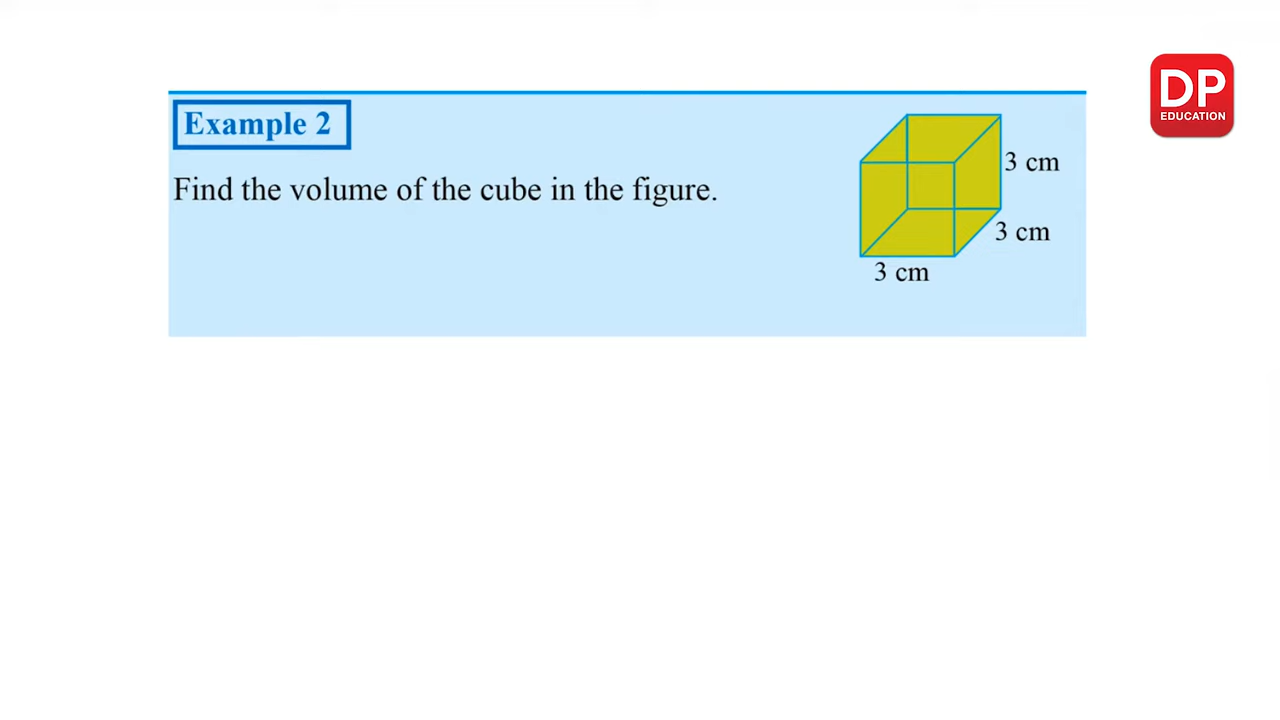 DP
EDUCATION
Example 2
Find the volume of the cube in the figure.
3 cm
3 cm
3 cm